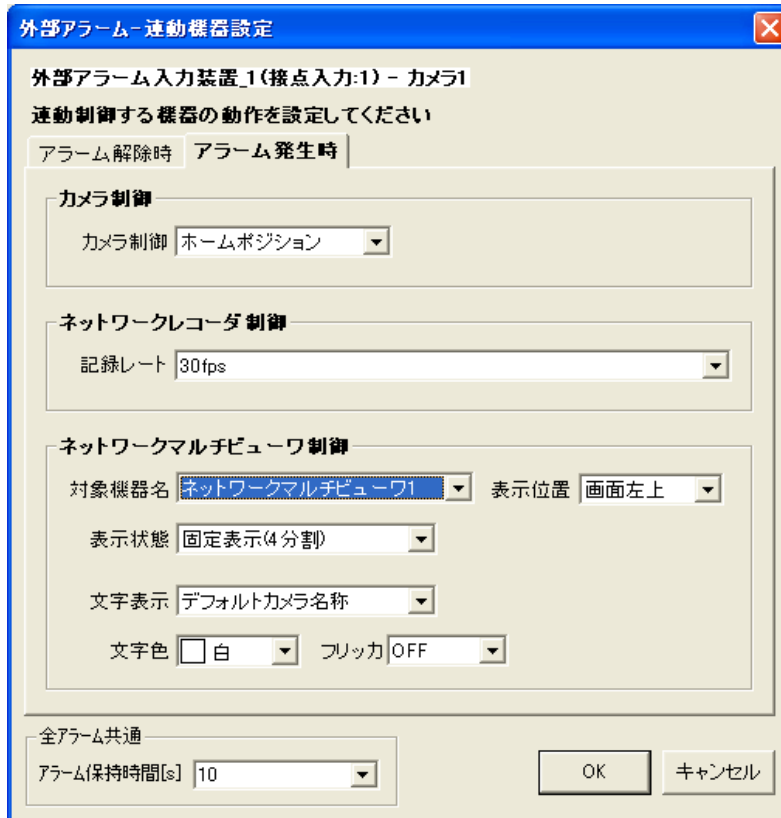 外部アラーム-連動機器設定
外部アラーム入力装置_1(接点入力:1) - カメラ1
連動制御する機器の動作を設定してください
アラーム解除時 アラーム発生時
カメラ制御
カメラ制御 ホームポジション
ネットワークレコーダ制御
記録レート 30fps
ネットワークマルチビューワ制御
対象機器名 ネットワークマルチビューワ1 表示位置 画面左上
表示状態 固定表示(4分割)
文字表示 デフォルトカメラ名称
文字色 白 フリッカ OFF
全アラーム共通
アラーム保持時間[s] 10 OK キャンセル